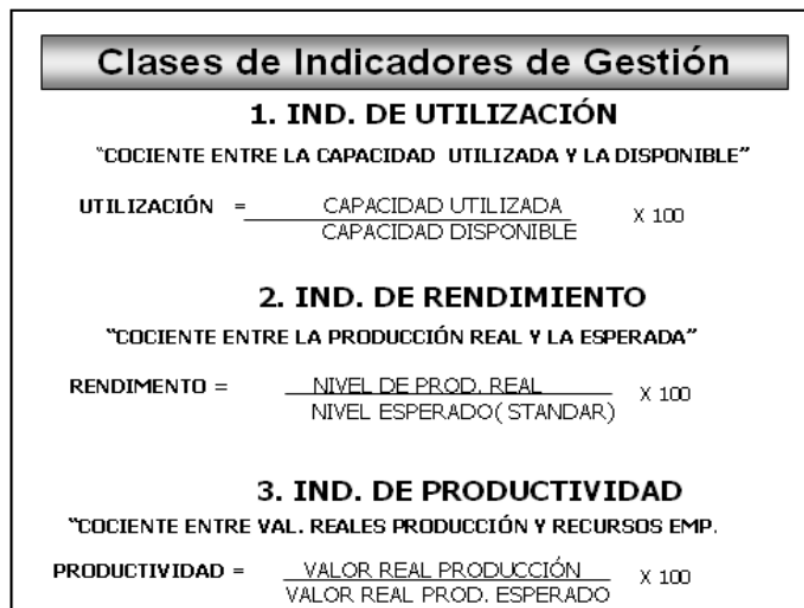 Clases de Indicadores de Gestión
1. IND. DE UTILIZACIÓN
"COCIENTE ENTRE LA CAPACIDAD UTILIZADA Y LA DISPONIBLE"
UTILIZACIÓN = CAPACIDAD UTILIZADA X 100
CAPACIDAD DISPONIBLE
2. IND. DE RENDIMIENTO
"COCIENTE ENTRE LA PRODUCCIÓN REAL Y LA ESPERADA"
RENDIMENTO = NIVEL DE PROD. REAL X 100
NIVEL ESPERADO( STANDAR)
3. IND. DE PRODUCTIVIDAD
"COCIENTE ENTRE VAL. REALES PRODUCCIÓN Y RECURSOS EMP.
PRODUCTIVIDAD = VALOR REAL PRODUCCIÓN X 100
VALOR REAL PROD. ESPERADO